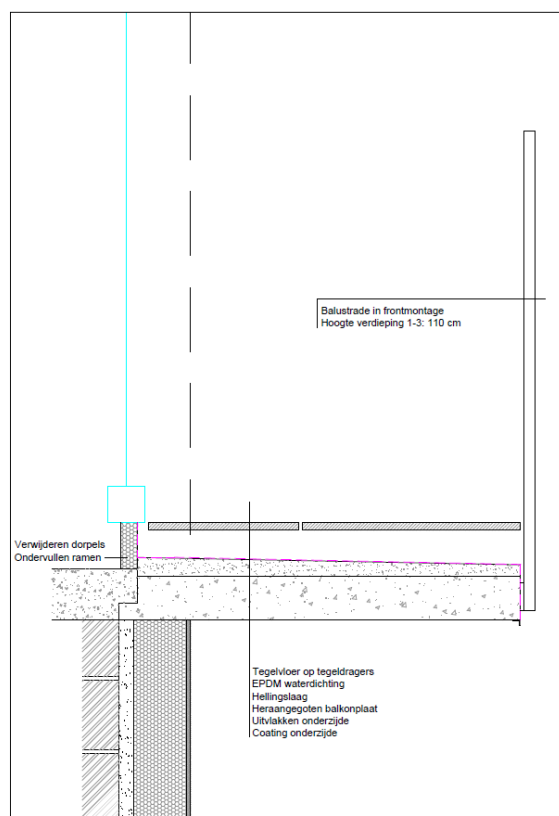 Balustrade in frontmontage
Hoogte verdieping 1-3: 110 cm
Verwijderen dorpels
Ondervullen ramen
Tegelvloer op tegeldragers
EPDM waterdichting
Hellingslaag
Heraangegoten balkonplaat
Uitvlakken onderzijde
Coating onderzijde